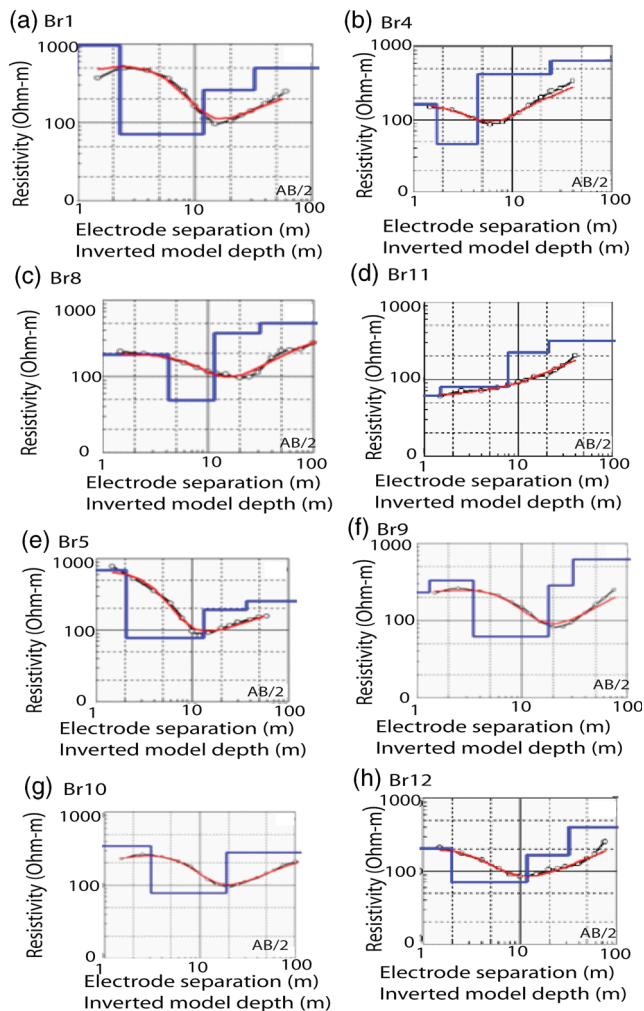 (a) Br1
Resistivity (Ohm-m)
1000
100
0
AB/2
1 10 100
Electrode separation (m)
Inverted model depth (m)
(b) Br4
Resistivity (Ohm-m)
1000
100
0
AB/2
1 10 100
Electrode separation (m)
Inverted model depth (m)
(c) Br8
Resistivity (Ohm-m)
1000
100
0
AB/2
1 10 100
Electrode separation (m)
Inverted model depth (m)
(d) Br11
Resistivity (Ohm-m)
1000
100
0
AB/2
1 10 100
Electrode separation (m)
Inverted model depth (m)
(e) Br5
Resistivity (Ohm-m)
1000
100
0
AB/2
1 10 100
Electrode separation (m)
Inverted model depth (m)
(f) Br9
Resistivity (Ohm-m)
1000
100
0
AB/2
1 10 100
Electrode separation (m)
Inverted model depth (m)
(g) Br10
Resistivity (Ohm-m)
1000
100
0
AB/2
1 10 100
Electrode separation (m)
Inverted model depth (m)
(h) Br12
Resistivity (Ohm-m)
1000
100
0
AB/2
1 10 100
Electrode separation (m)
Inverted model depth (m)